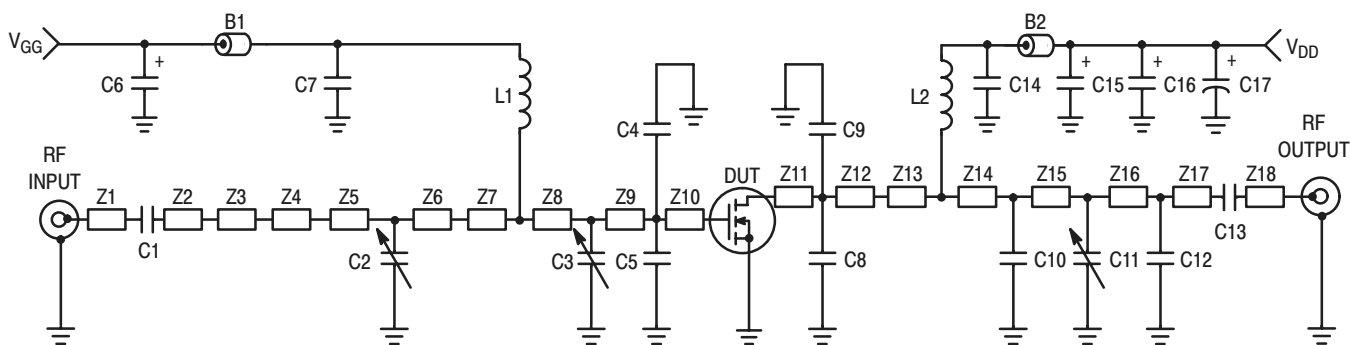 B1
B2
VGG
VDD
+
+
+
+
C6
C7
L1
C4
C9
L2
C14
C15
C16
C17
RF
INPUT
RF
OUTPUT
Z1
Z2
Z3
Z4
Z5
Z6
Z7
Z8
Z9
Z10
DUT
Z11
Z12
Z13
Z14
Z15
Z16
Z17
Z18
C1
C2
C3
C5
C8
C10
C11
C12
C13